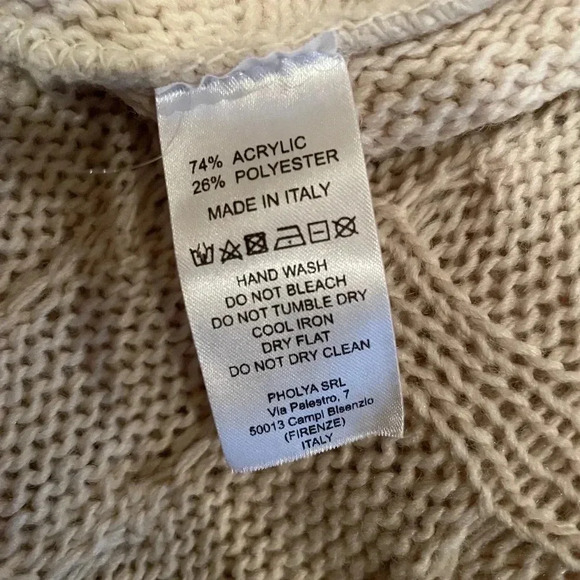 74% ACRYLIC
26% POLYESTER
MADE IN ITALY
HAND WASH
DO NOT BLEACH
DO NOT TUMBLE DRY
COOL IRON
DRY FLAT
DO NOT DRY CLEAN
PHOLYA SRL
Via Palestro, 7
50013 Campi Bisenzio
(FIRENZE)
ITALY